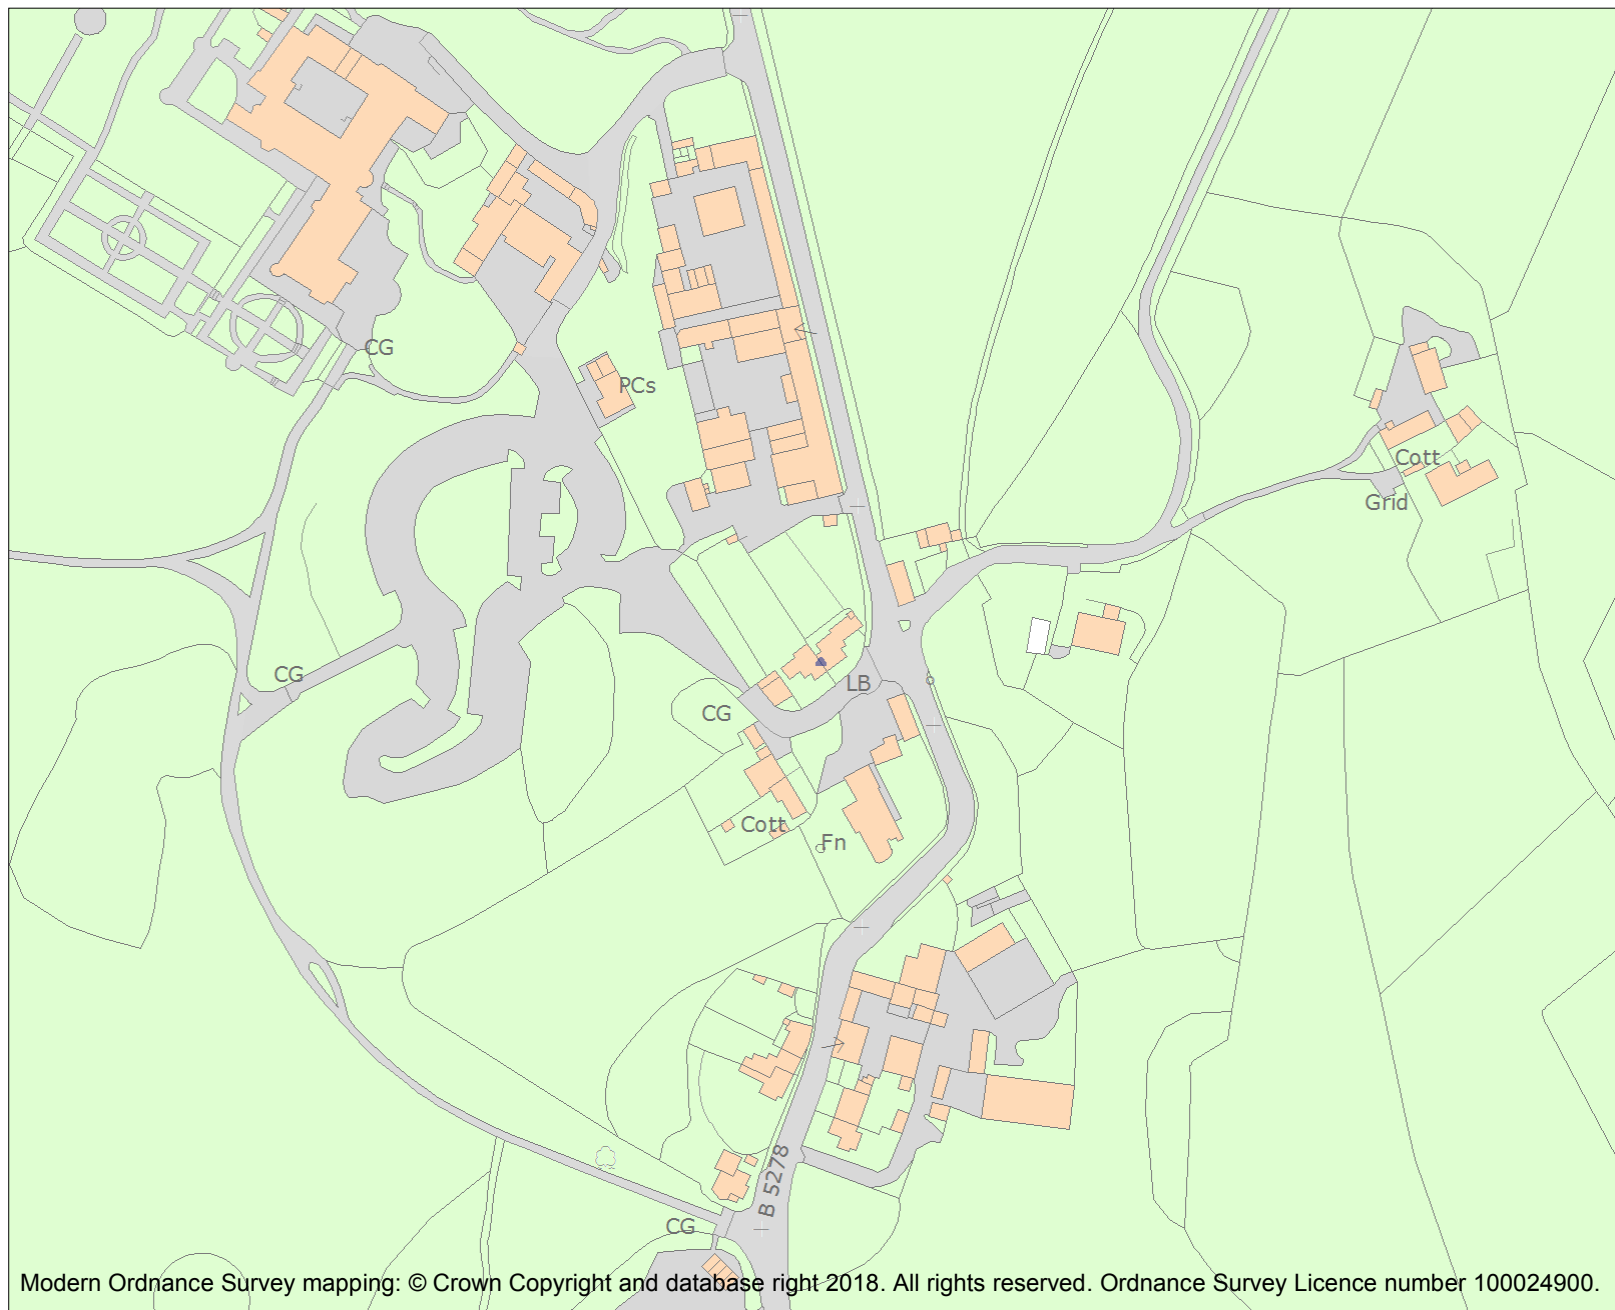 CG
PCs
Cott
Grid
CG
LB
CG
Cott
Fn
B 5278
CG
Modern Ordnance Survey mapping: © Crown Copyright and database right 2018. All rights reserved. Ordnance Survey Licence number 100024900.